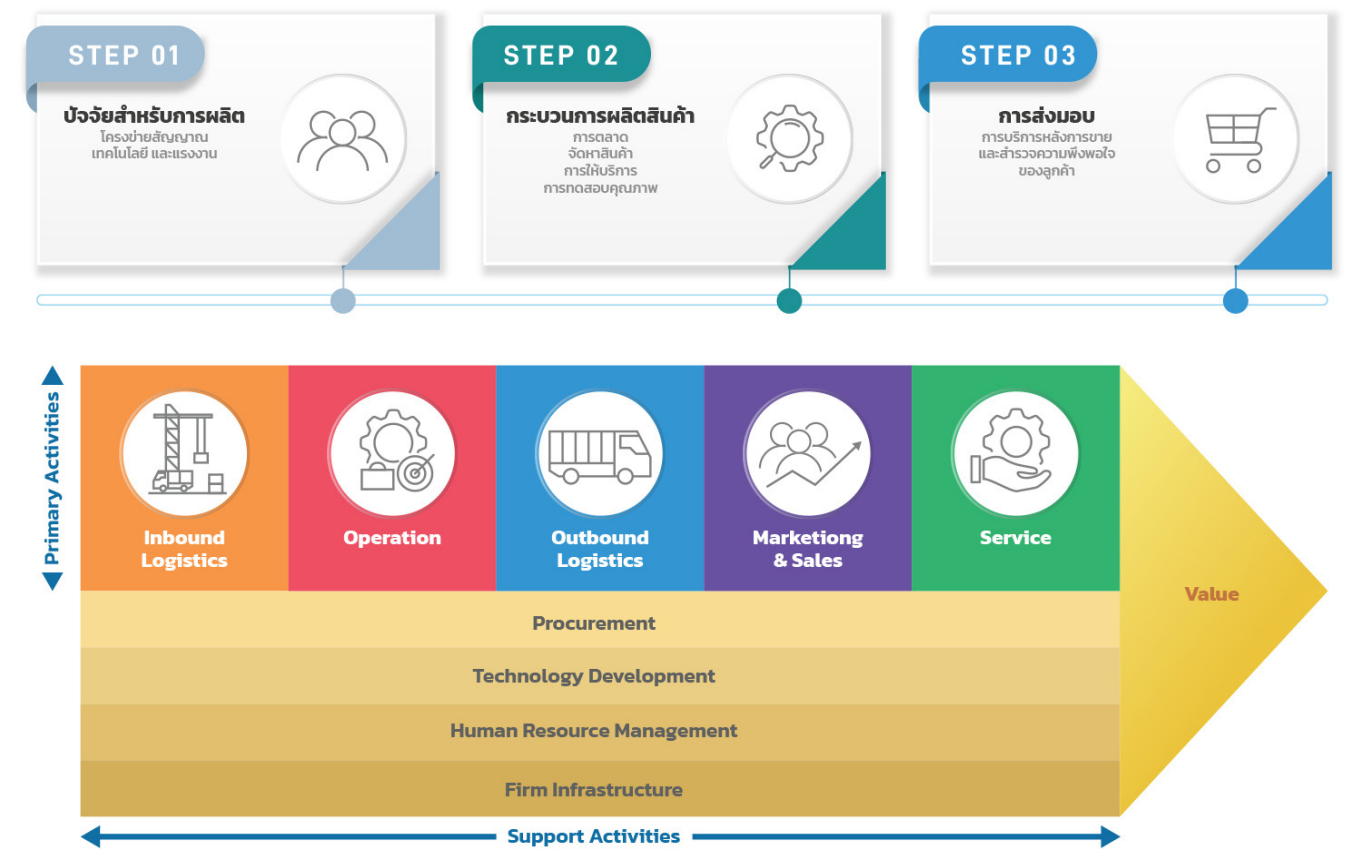 STEP 01
ปัจจัยสำหรับการผลิต
โครงข่ายสัญญาณ
เทคโนโลยี และแรงงาน
STEP 02
กระบวนการผลิตสินค้า
การตลาด
จัดหาสินค้า
การให้บริการ
การทดสอบคุณภาพ
STEP 03
การส่งมอบ
การบริการหลังการขาย
และสำรวจความพึงพอใจ
ของลูกค้า
Primary Activities
Inbound
Logistics
Operation
Outbound
Logistics
Marketiong
& Sales
Service
Value
Procurement
Technology Development
Human Resource Management
Firm Infrastructure
Support Activities